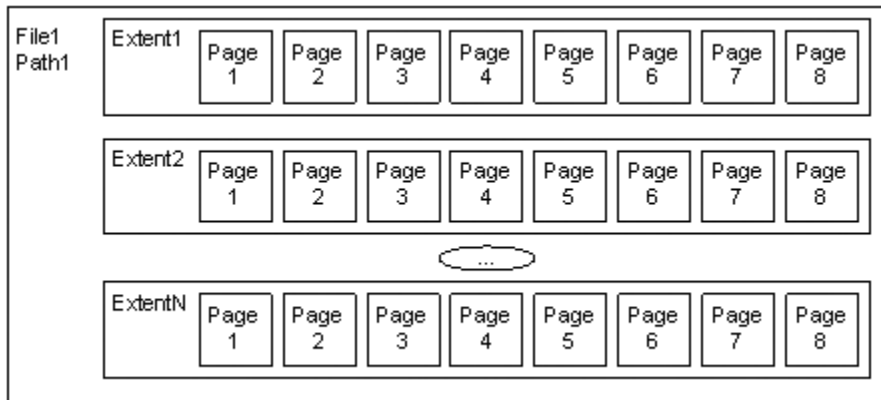 File1
Path1
Extent1
Page 1
Page 2
Page 3
Page 4
Page 5
Page 6
Page 7
Page 8
Extent2
Page 1
Page 2
Page 3
Page 4
Page 5
Page 6
Page 7
Page 8
...
ExtentN
Page 1
Page 2
Page 3
Page 4
Page 5
Page 6
Page 7
Page 8